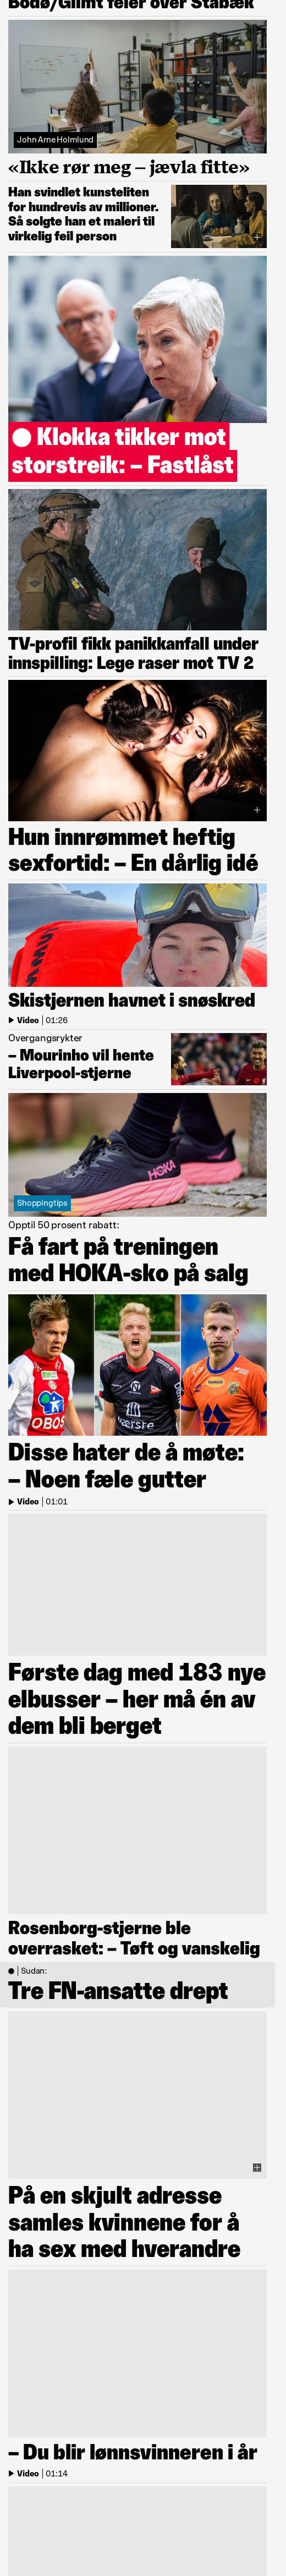 Bodø/Glimt feier over Stabæk
John Arne Holmlund
«Ikke rør meg – jævla fitte»
Han svindlet kunsteliten
for hundrevis av millioner.
Så solgte han et maleri til
virkelig feil person
Klokka tikker mot
storstreik: – Fastlåst
TV-profil fikk panikkanfall under
innspilling: Lege raser mot TV 2
Hun innrømmet heftig
sexfortid: – En dårlig idé
Skistjernen havnet i snøskred
Video | 01:26
Overgangsrykter
– Mourinho vil hente
Liverpool-stjerne
HOKA
Shoppingtips
Opptil 50 prosent rabatt:
Få fart på treningen
med HOKA-sko på salg
OBOS
Disse hater de å møte:
– Noen fæle gutter
Video | 01:01
Første dag med 183 nye
elbusser – her må én av
dem bli berget
Rosenborg-stjerne ble
overrasket: – Tøft og vanskelig
| Sudan:
Tre FN-ansatte drept
På en skjult adresse
samles kvinnene for å
ha sex med hverandre
– Du blir lønnsvinneren i år
Video | 01:14